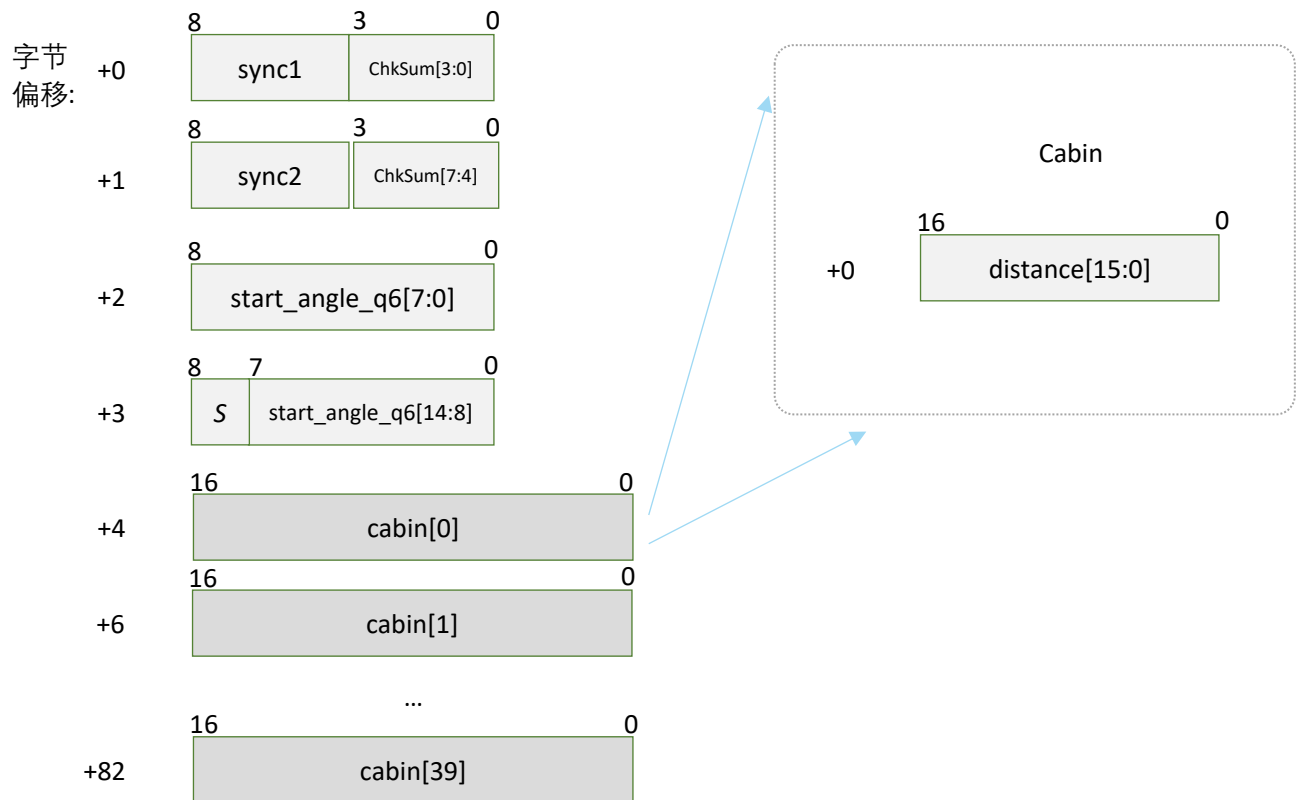 8 3 0
字节
偏移:
+0 sync1 ChkSum[3:0]
8 3 0
+1 sync2 ChkSum[7:4]
8 0
+2 start_angle_q6[7:0]
8 7 0
+3 S start_angle_q6[14:8]
16 0
+4 cabin[0]
16 0
+6 cabin[1]
…
16 0
+82 cabin[39]
Cabin
16 0
+0 distance[15:0]